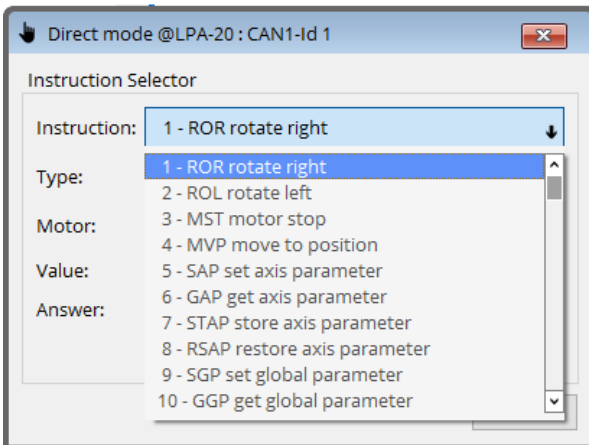 Direct mode @LPA-20 : CAN1-Id 1
Instruction Selector
Instruction: 1 - ROR rotate right
Type:
Motor:
Value:
Answer:
1 - ROR rotate right
2 - ROL rotate left
3 - MST motor stop
4 - MVP move to position
5 - SAP set axis parameter
6 - GAP get axis parameter
7 - STAP store axis parameter
8 - RSAP restore axis parameter
9 - SGP set global parameter
10 - GGP get global parameter